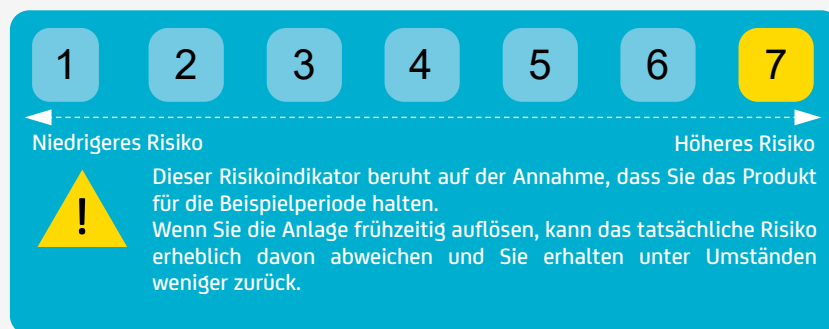 1 2 3 4 5 6 7
Niedrigeres Risiko Höheres Risiko
!
Dieser Risikoindikator beruht auf der Annahme, dass Sie das Produkt
für die Beispielperiode halten.
Wenn Sie die Anlage frühzeitig auflösen, kann das tatsächliche Risiko
erheblich davon abweichen und Sie erhalten unter Umständen
weniger zurück.